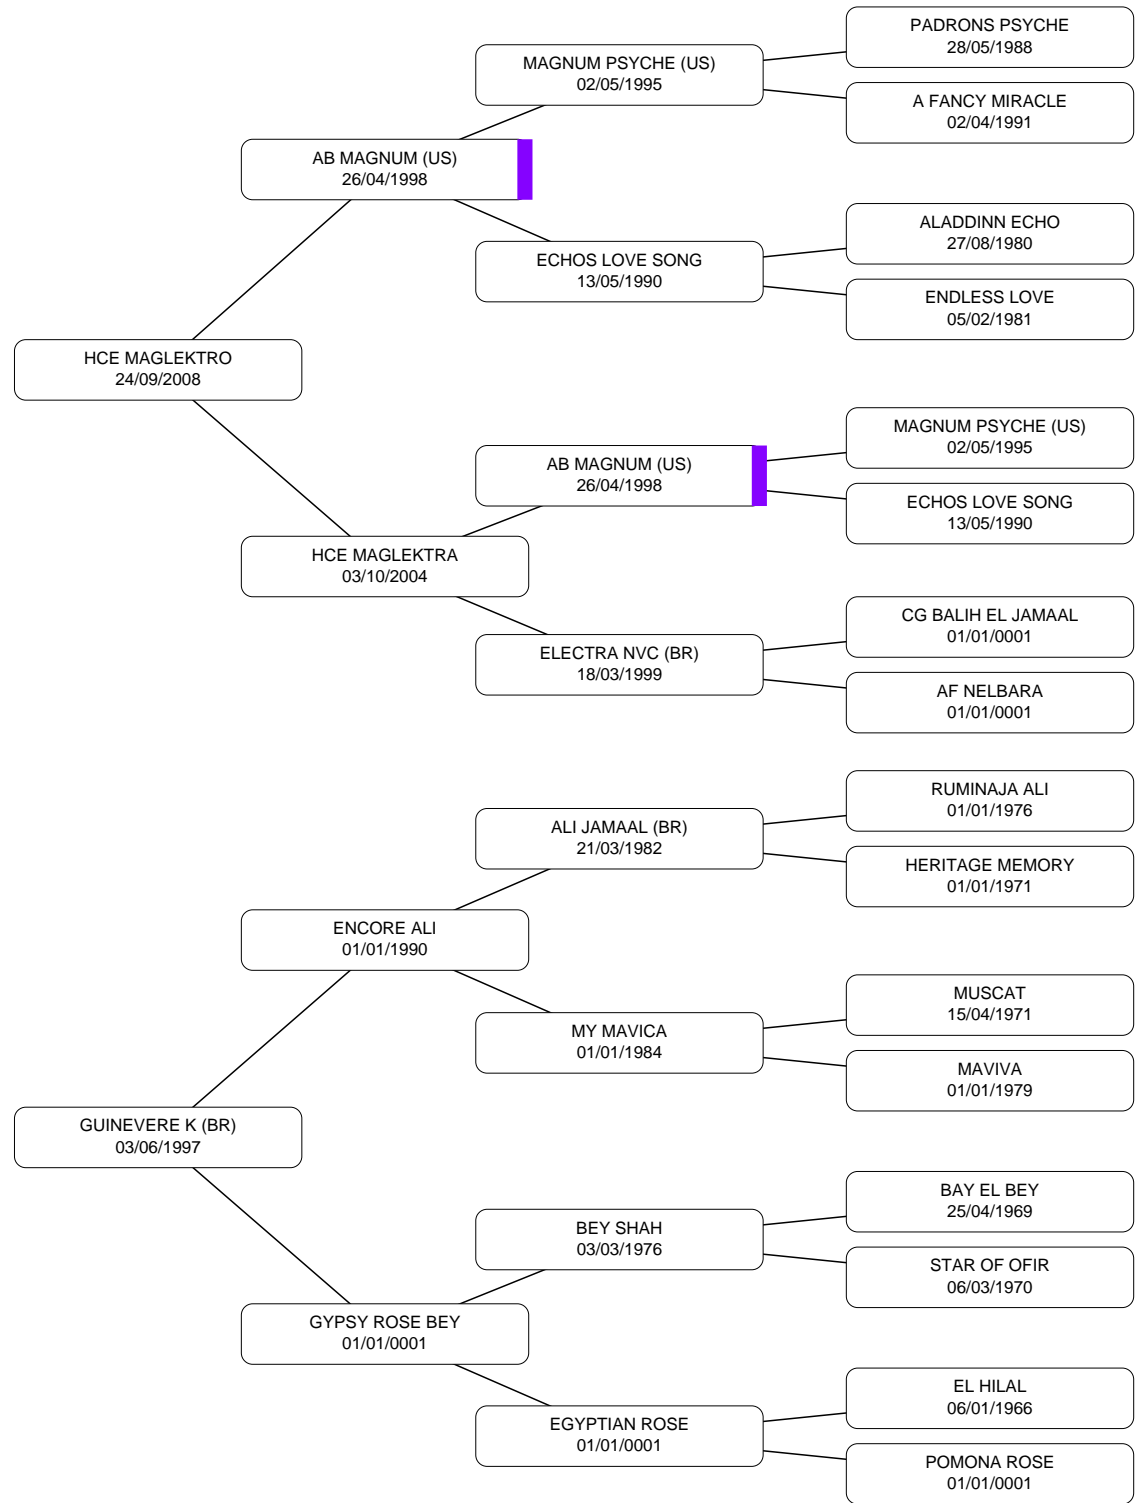 PADRONS PSYCHE
28/05/1988
MAGNUM PSYCHE (US)
02/05/1995
A FANCY MIRACLE
02/04/1991
AB MAGNUM (US)
26/04/1998
ALADDINN ECHO
27/08/1980
ECHOS LOVE SONG
13/05/1990
ENDLESS LOVE
05/02/1981
HCE MAGLEKTRO
24/09/2008
MAGNUM PSYCHE (US)
02/05/1995
AB MAGNUM (US)
26/04/1998
ECHOS LOVE SONG
13/05/1990
HCE MAGLEKTRA
03/10/2004
CG BALIH EL JAMAAL
01/01/0001
ELECTRA NVC (BR)
18/03/1999
AF NELBARA
01/01/0001
RUMINAJA ALI
01/01/1976
ALI JAMAAL (BR)
21/03/1982
HERITAGE MEMORY
01/01/1971
ENCORE ALI
01/01/1990
MUSCAT
15/04/1971
MY MAVICA
01/01/1984
MAVIVA
01/01/1979
GUINEVERE K (BR)
03/06/1997
BAY EL BEY
25/04/1969
BEY SHAH
03/03/1976
STAR OF OFIR
06/03/1970
GYPSY ROSE BEY
01/01/0001
EL HILAL
06/01/1966
EGYPTIAN ROSE
01/01/0001
POMONA ROSE
01/01/0001